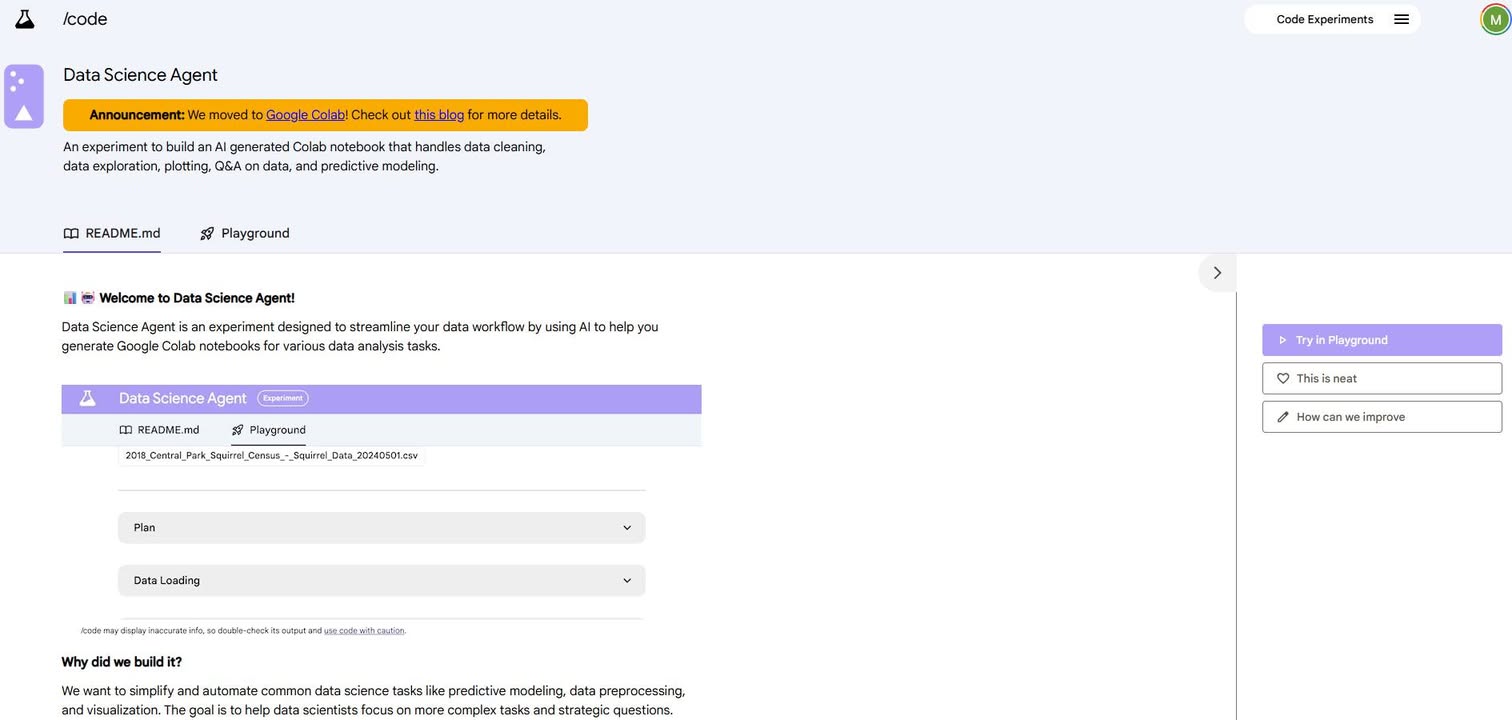 /code
Code Experiments
M
Data Science Agent
Announcement: We moved to Google Colab! Check out this blog for more details.
An experiment to build an AI generated Colab notebook that handles data cleaning,
data exploration, plotting, Q&A on data, and predictive modeling.
README.md
Playground
Welcome to Data Science Agent!
Data Science Agent is an experiment designed to streamline your data workflow by using AI to help you
generate Google Colab notebooks for various data analysis tasks.
Data Science Agent
Experiment
README.md
Playground
2018_Central_Park_Squirrel_Census_-_Squirrel_Data_20240501.csv
Plan
Data Loading
/code may display inaccurate info, so double-check its output and use code with caution.
Why did we build it?
We want to simplify and automate common data science tasks like predictive modeling, data preprocessing,
and visualization. The goal is to help data scientists focus on more complex tasks and strategic questions.
Try in Playground
This is neat
How can we improve